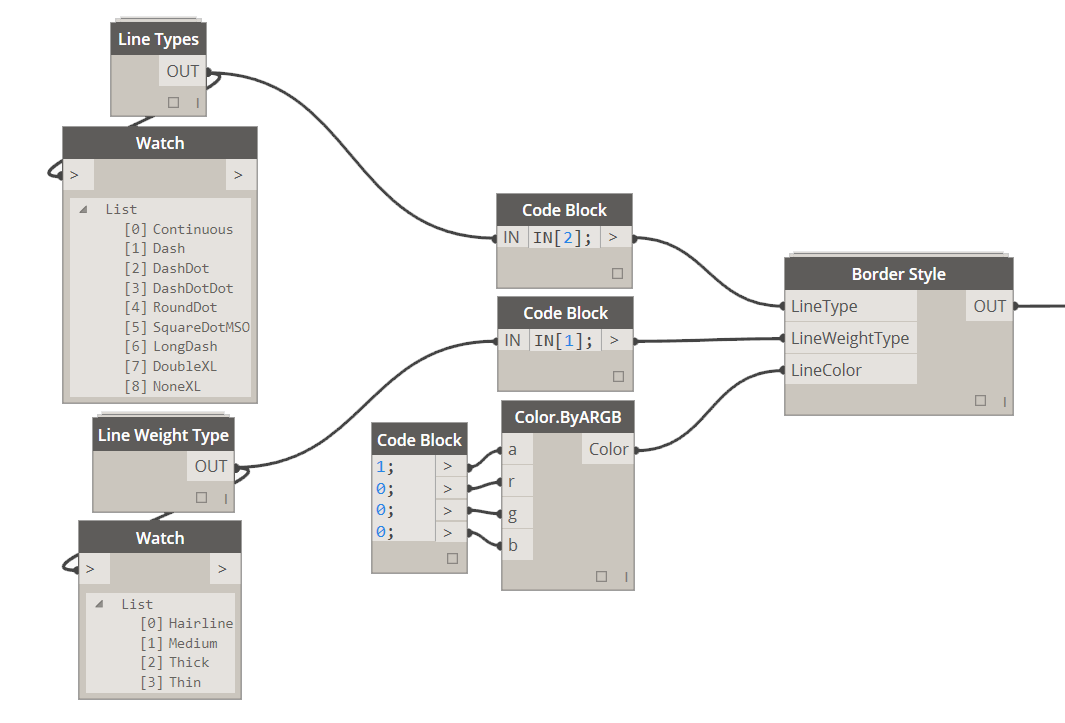 Line Types
OUT
Watch
> >
List
[0] Continuous
[1] Dash
[2] DashDot
[3] DashDotDot
[4] RoundDot
[5] SquareDotMSO
[6] LongDash
[7] DoubleXL
[8] NoneXL
Line Weight Type
OUT
Watch
> >
List
[0] Hairline
[1] Medium
[2] Thick
[3] Thin
Code Block
IN IN[2]; >
Code Block
IN IN[1]; >
Code Block
1; >
0; >
0; >
0; >
Color.ByARGB
a Color
r
g
b
Border Style
LineType OUT
LineWeightType
LineColor